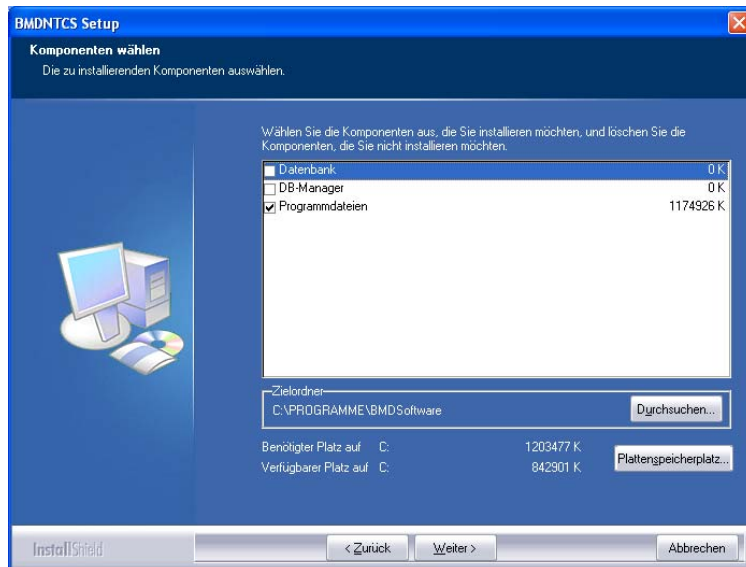 BMDNTCS Setup
Komponenten wählen
Die zu installierenden Komponenten auswählen.
Wählen Sie die Komponenten aus, die Sie installieren möchten, und löschen Sie die
Komponenten, die Sie nicht installieren möchten.
Datenbank 0 K
DB-Manager 0 K
Programmdateien 1174926 K
Zielordner
C:\PROGRAMME\BMDSoftware
Durchsuchen...
Benötigter Platz auf C: 1203477 K
Verfügbarer Platz auf C: 842901 K
Plattenspeicherplatz...
InstallShield
< Zurück
Weiter >
Abbrechen